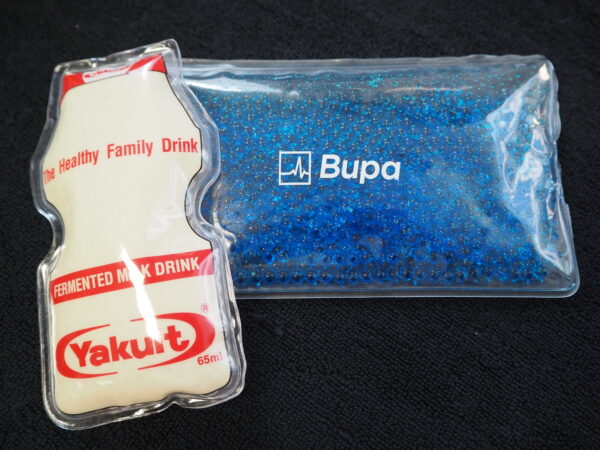 The Healthy Family Drink
FERMENTED MILK DRINK
Yakult ®
65ml
Bupa